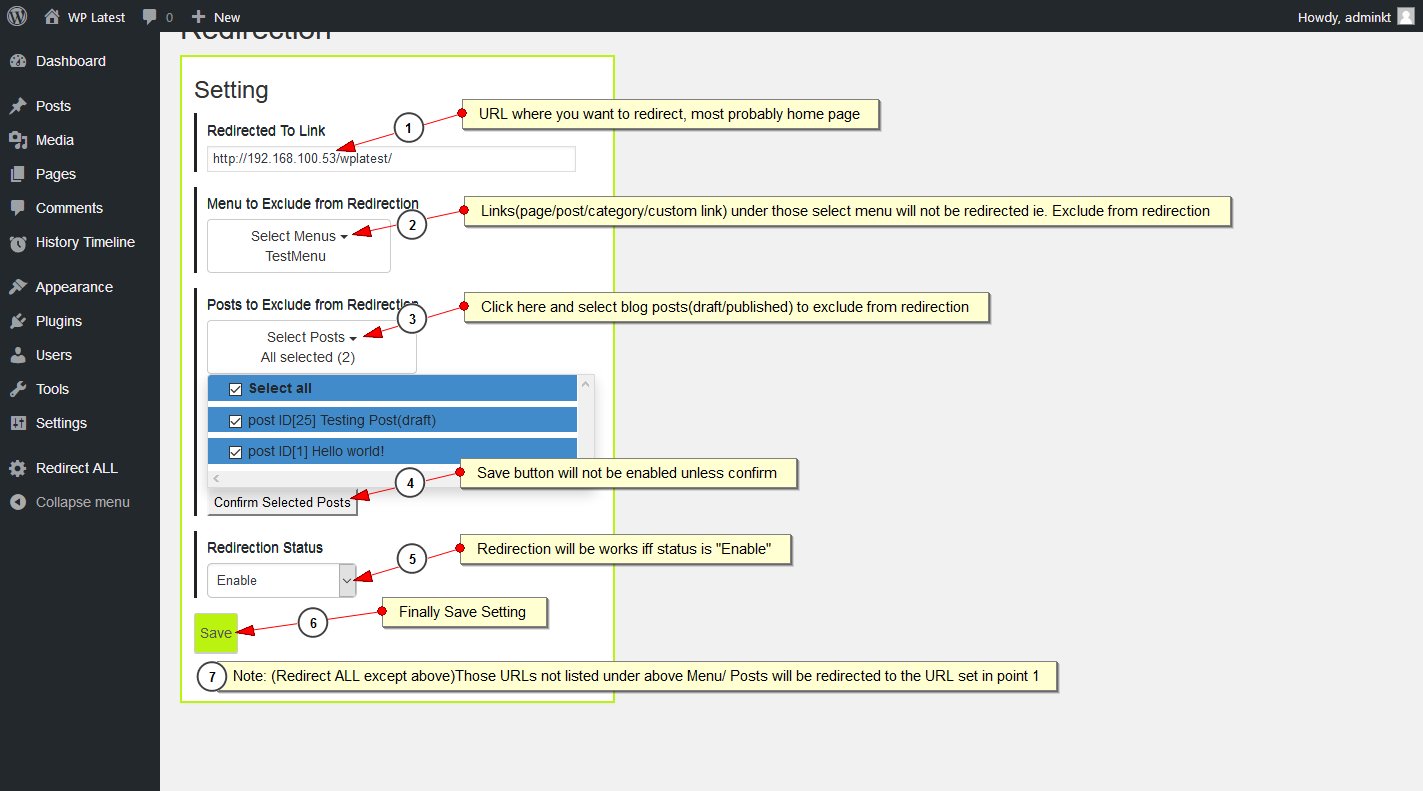 WP Latest
0
New
Howdy, adminkt
Dashboard
Posts
Media
Pages
Comments
History Timeline
Appearance
Plugins
Users
Tools
Settings
Redirect ALL
Collapse menu
Redirection
Setting
Redirected To Link
1
URL where you want to redirect, most probably home page
http://192.168.100.53/wplatest/
Menu to Exclude from Redirection
2
Links(page/post/category/custom link) under those select menu will not be redirected ie. Exclude from redirection
Select Menus
TestMenu
Posts to Exclude from Redirection
3
Click here and select blog posts(draft/published) to exclude from redirection
Select Posts
All selected (2)
Select all
post ID[25] Testing Post(draft)
post ID[1] Hello world!
4
Save button will not be enabled unless confirm
Confirm Selected Posts
Redirection Status
5
Redirection will be works iff status is "Enable"
Enable
6
Finally Save Setting
Save
7
Note: (Redirect ALL except above)Those URLs not listed under above Menu/ Posts will be redirected to the URL set in point 1